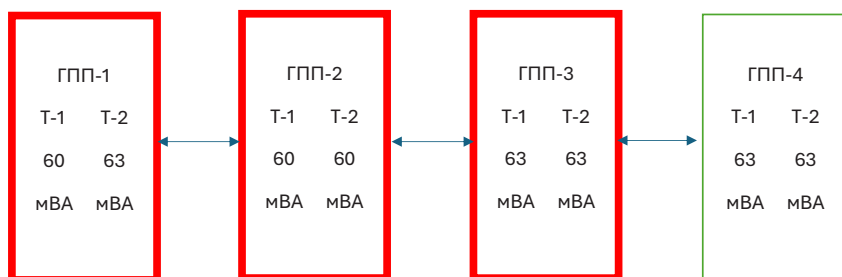 ГПП-1
Т-1 Т-2
60 63
мВА мВА
ГПП-2
Т-1 Т-2
60 60
мВА мВА
ГПП-3
Т-1 Т-2
63 63
мВА мВА
ГПП-4
Т-1 Т-2
63 63
мВА мВА